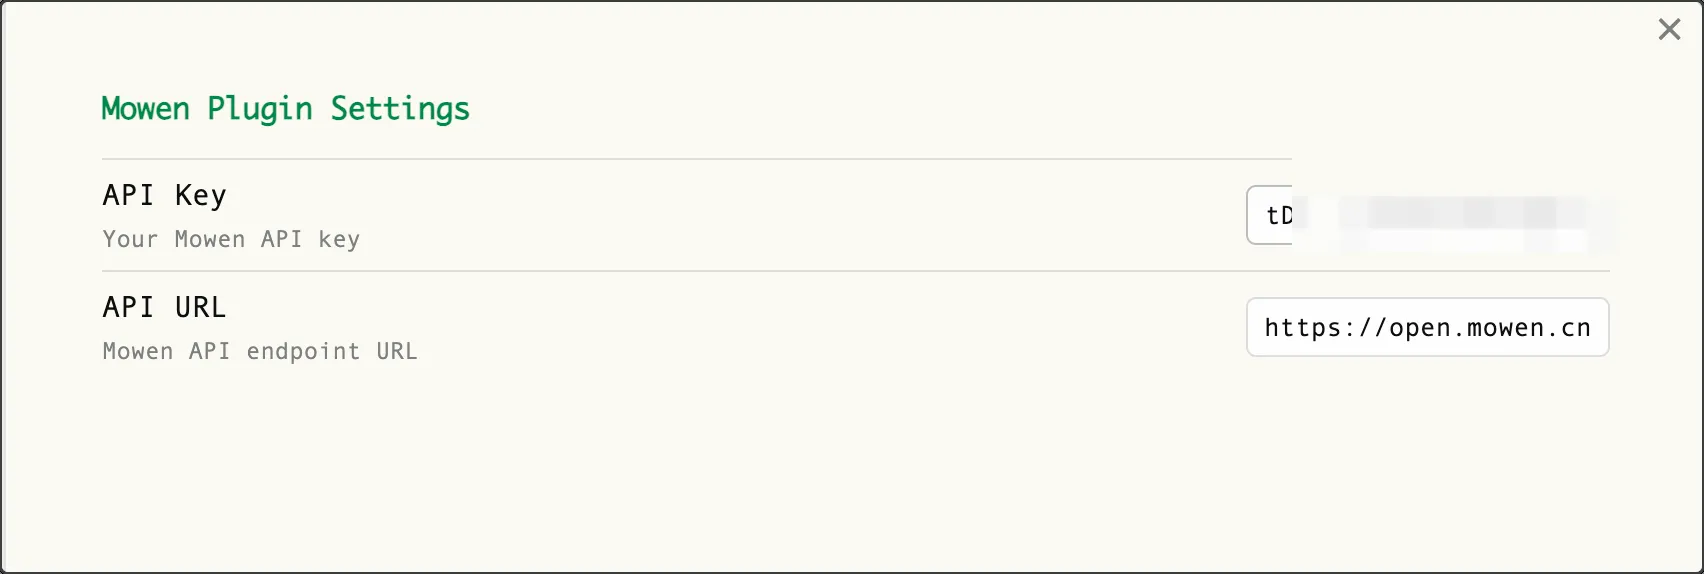 Mowen Plugin Settings
API Key
tD
Your Mowen API key
API URL
https://open.mowen.cn
Mowen API endpoint URL